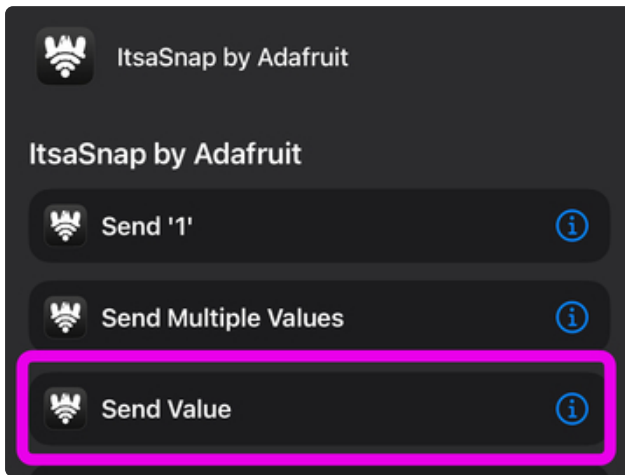 ItsaSnap by Adafruit
ItsaSnap by Adafruit
Send '1'
Send Multiple Values
Send Value